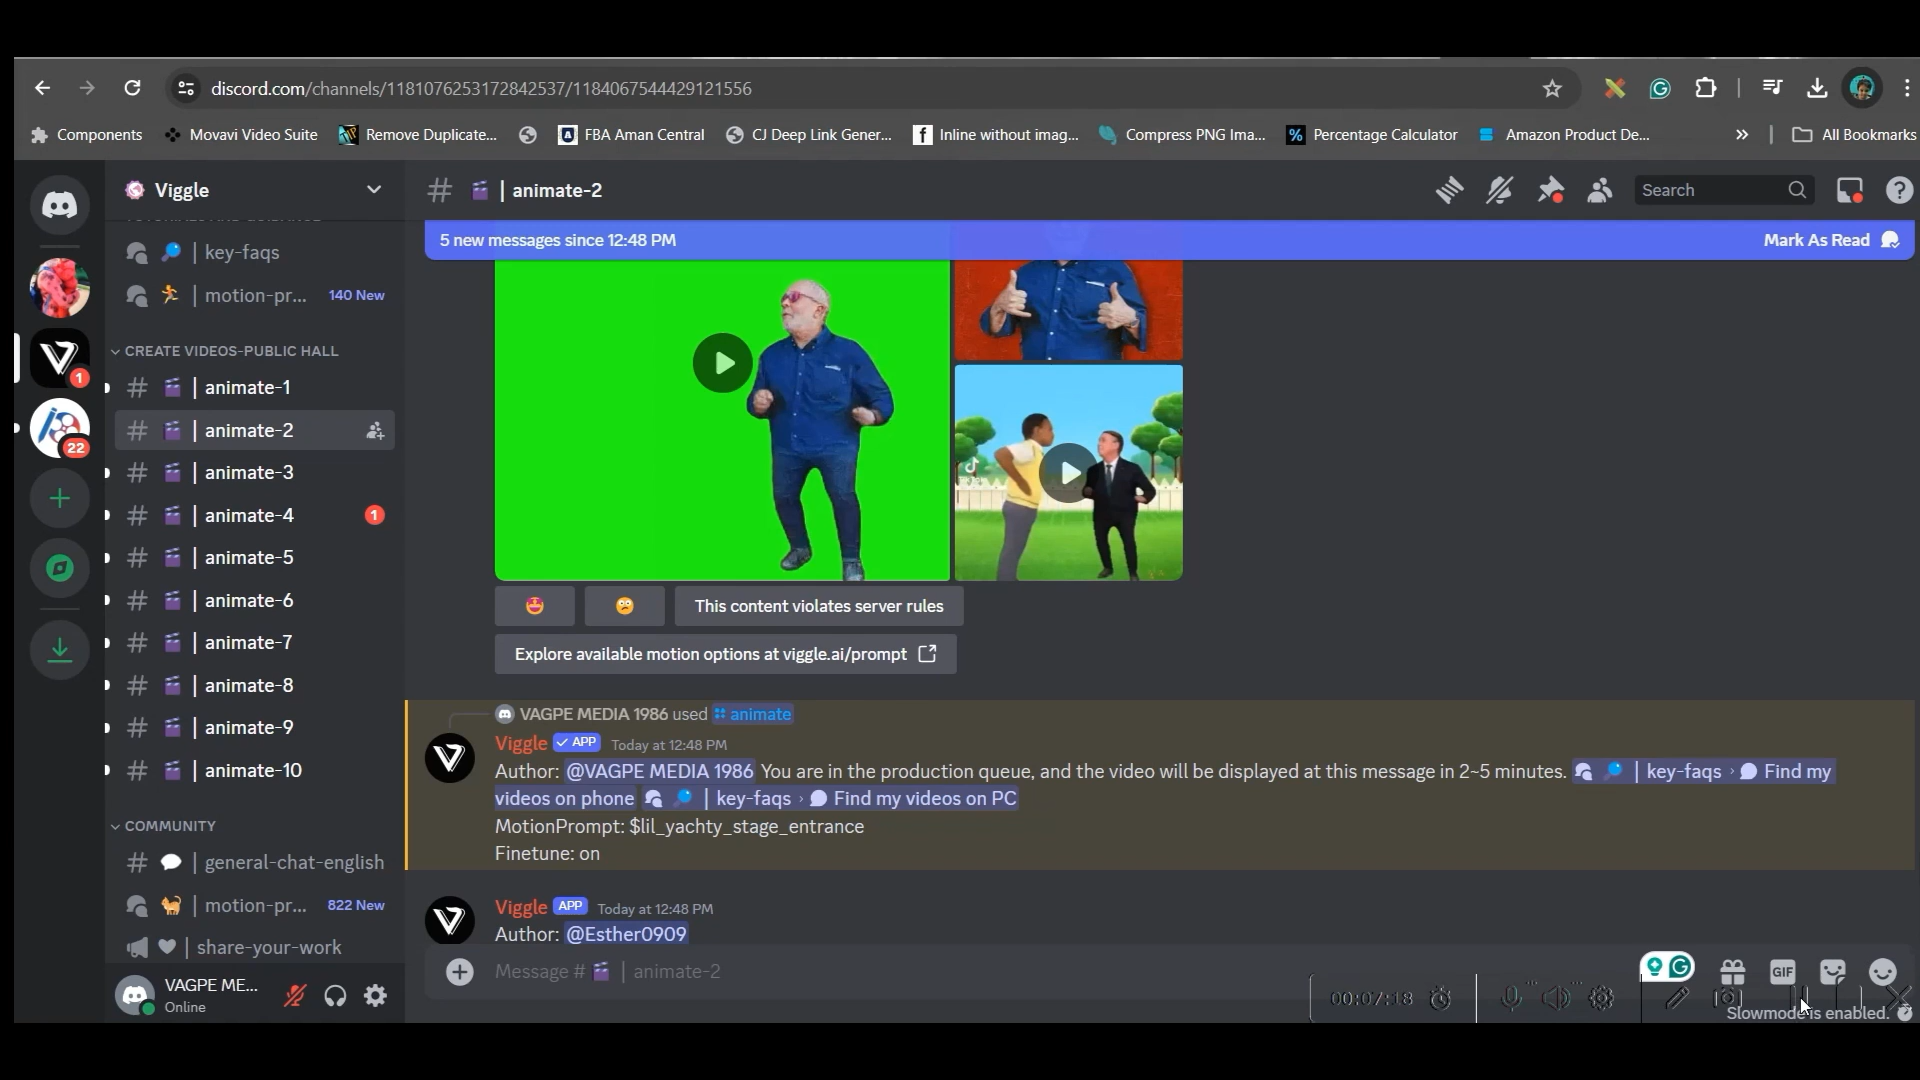 discord.com/channels/1181076253172842537/1184067544429121556
Components
Movavi Video Suite
Remove Duplicate...
FBA Aman Central
CJ Deep Link Gener...
Inline without imag...
Compress PNG Ima...
Percentage Calculator
Amazon Product De...
All Bookmarks
Viggle
# | animate-2
Search
5 new messages since 12:48 PM
Mark As Read
| key-faqs
| motion-pr... 140 New
CREATE VIDEOS-PUBLIC HALL
# | animate-1
# | animate-2
# | animate-3
# | animate-4 1
# | animate-5
# | animate-6
# | animate-7
# | animate-8
# | animate-9
# | animate-10
COMMUNITY
# | general-chat-english
| motion-pr... 822 New
| share-your-work
1
22
VAGPE ME...
Online
This content violates server rules
Explore available motion options at viggle.ai/prompt
VAGPE MEDIA 1986 used animate
Viggle APP Today at 12:48 PM
Author: @VAGPE MEDIA 1986 You are in the production queue, and the video will be displayed at this message in 2~5 minutes. | key-faqs › Find my
videos on phone | key-faqs › Find my videos on PC
MotionPrompt: $lil_yachty_stage_entrance
Finetune: on
Viggle APP Today at 12:48 PM
Author: @Esther0909
Message # | animate-2
GIF
00:07:18
Slowmode is enabled.